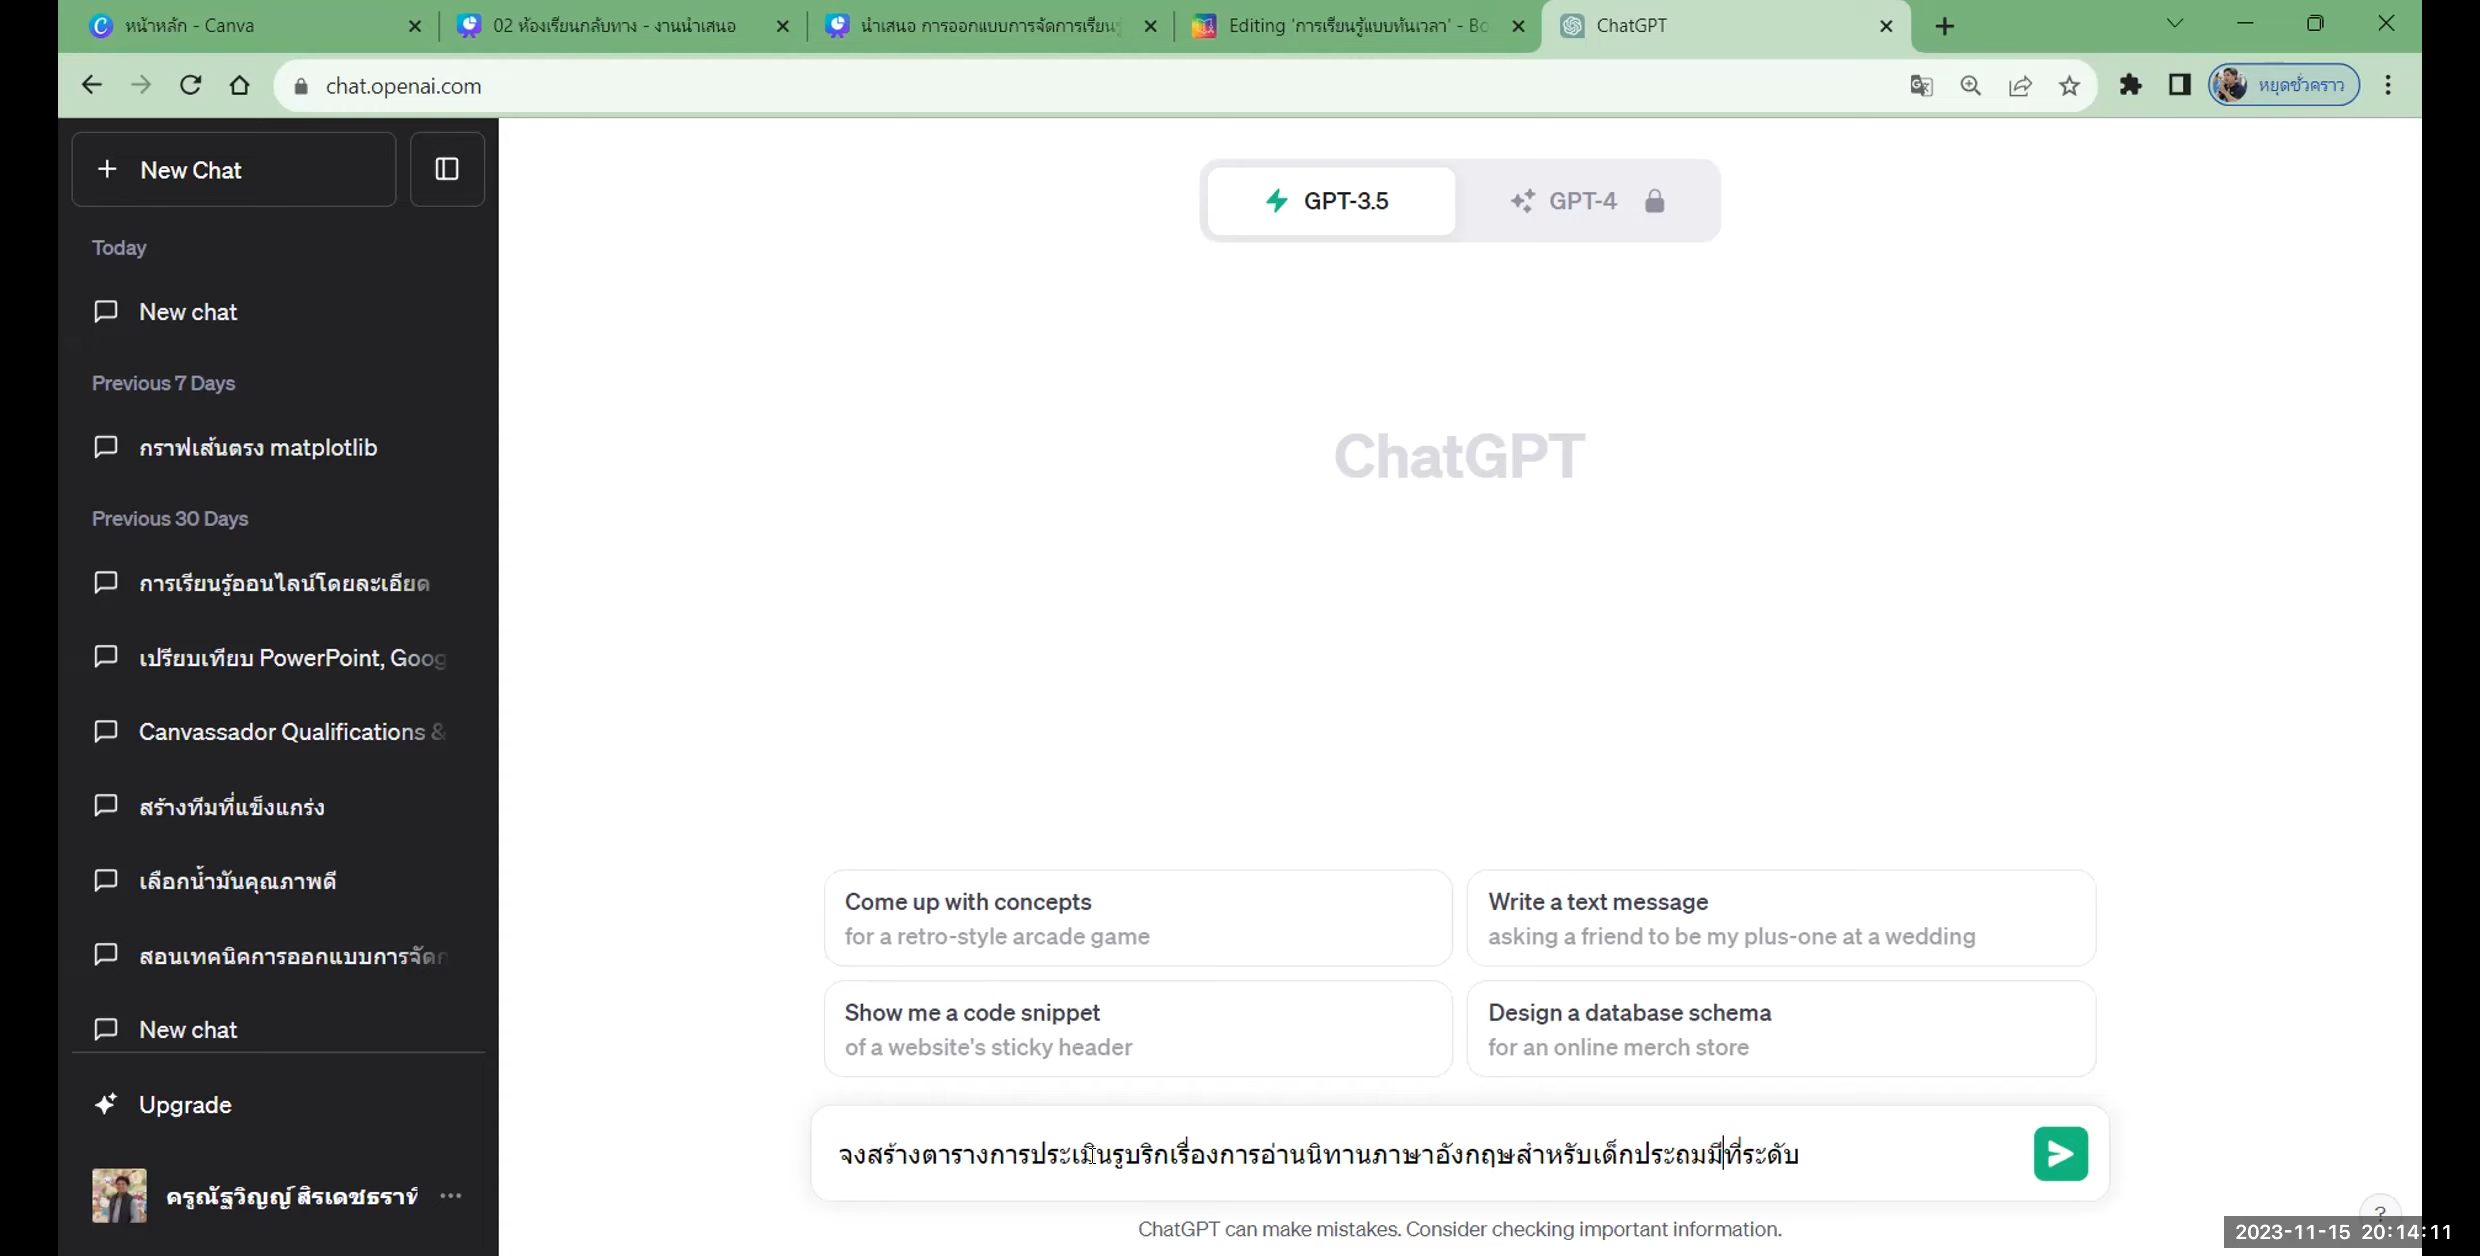 หน้าหลัก - Canva
02 ห้องเรียนกลับทาง - งานนำเสนอ
นำเสนอ การออกแบบการจัดการเรียนรู้
Editing 'การเรียนรู้แบบทันเวลา' - Bo
ChatGPT
chat.openai.com
หยุดชั่วคราว
New Chat
Today
New chat
Previous 7 Days
กราฟเส้นตรง matplotlib
Previous 30 Days
การเรียนรู้ออนไลน์โดยละเอียด
เปรียบเทียบ PowerPoint, Goog
Canvassador Qualifications &
สร้างทีมที่แข็งแกร่ง
เลือกน้ำมันคุณภาพดี
สอนเทคนิคการออกแบบการจัดก
New chat
Upgrade
ครูณัฐวิญญ์ สิรเดชธราทิ
GPT-3.5
GPT-4
ChatGPT
Come up with concepts
for a retro-style arcade game
Write a text message
asking a friend to be my plus-one at a wedding
Show me a code snippet
of a website's sticky header
Design a database schema
for an online merch store
จงสร้างตารางการประเมินรูบริกเรื่องการอ่านนิทานภาษาอังกฤษสำหรับเด็กประถมมีที่ระดับ
ChatGPT can make mistakes. Consider checking important information.
?
2023-11-15 20:14:11